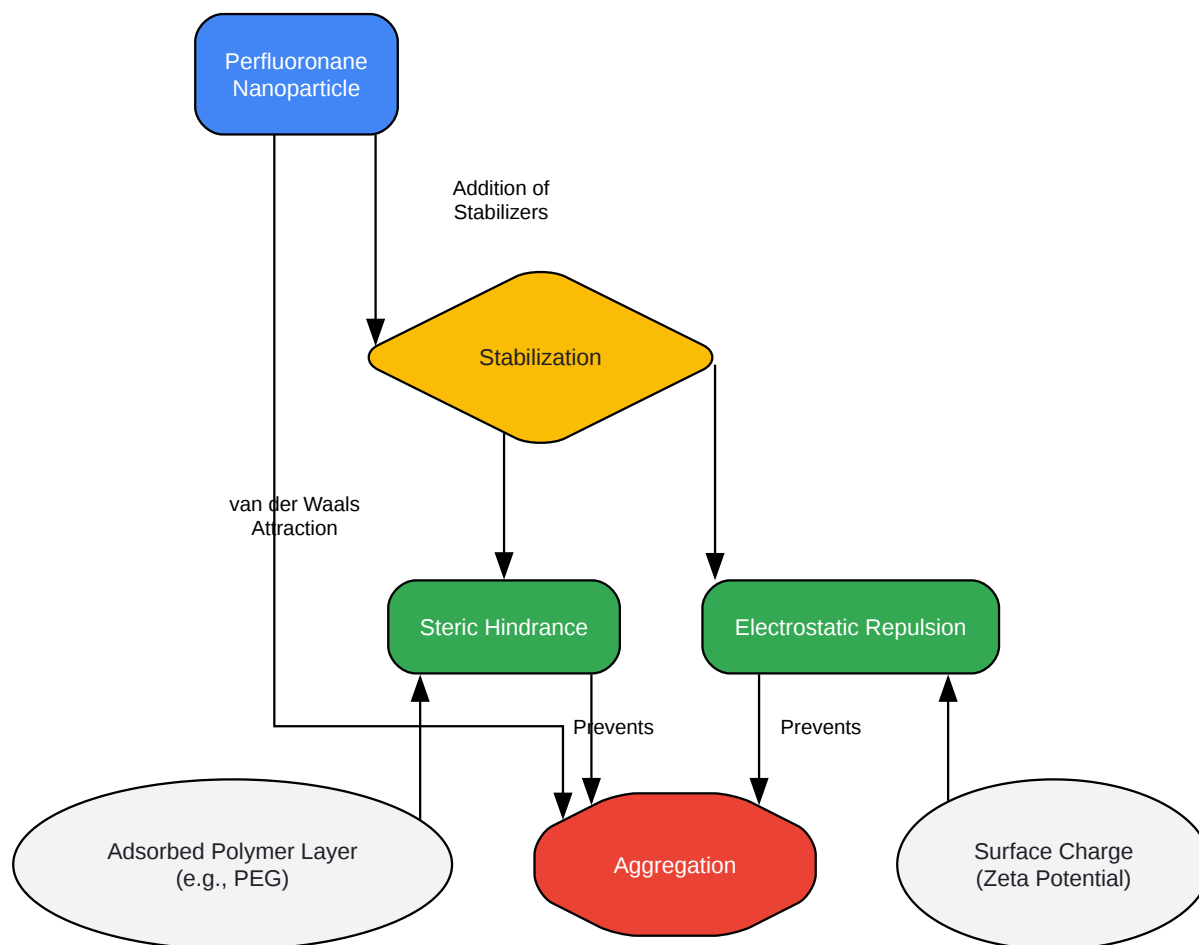 Perfluoronane
Nanoparticle
Addition of
Stabilizers
Stabilization
van der Waals
Attraction
Steric Hindrance
Electrostatic Repulsion
Prevents
Prevents
Adsorbed Polymer Layer
(e.g., PEG)
Aggregation
Surface Charge
(Zeta Potential)